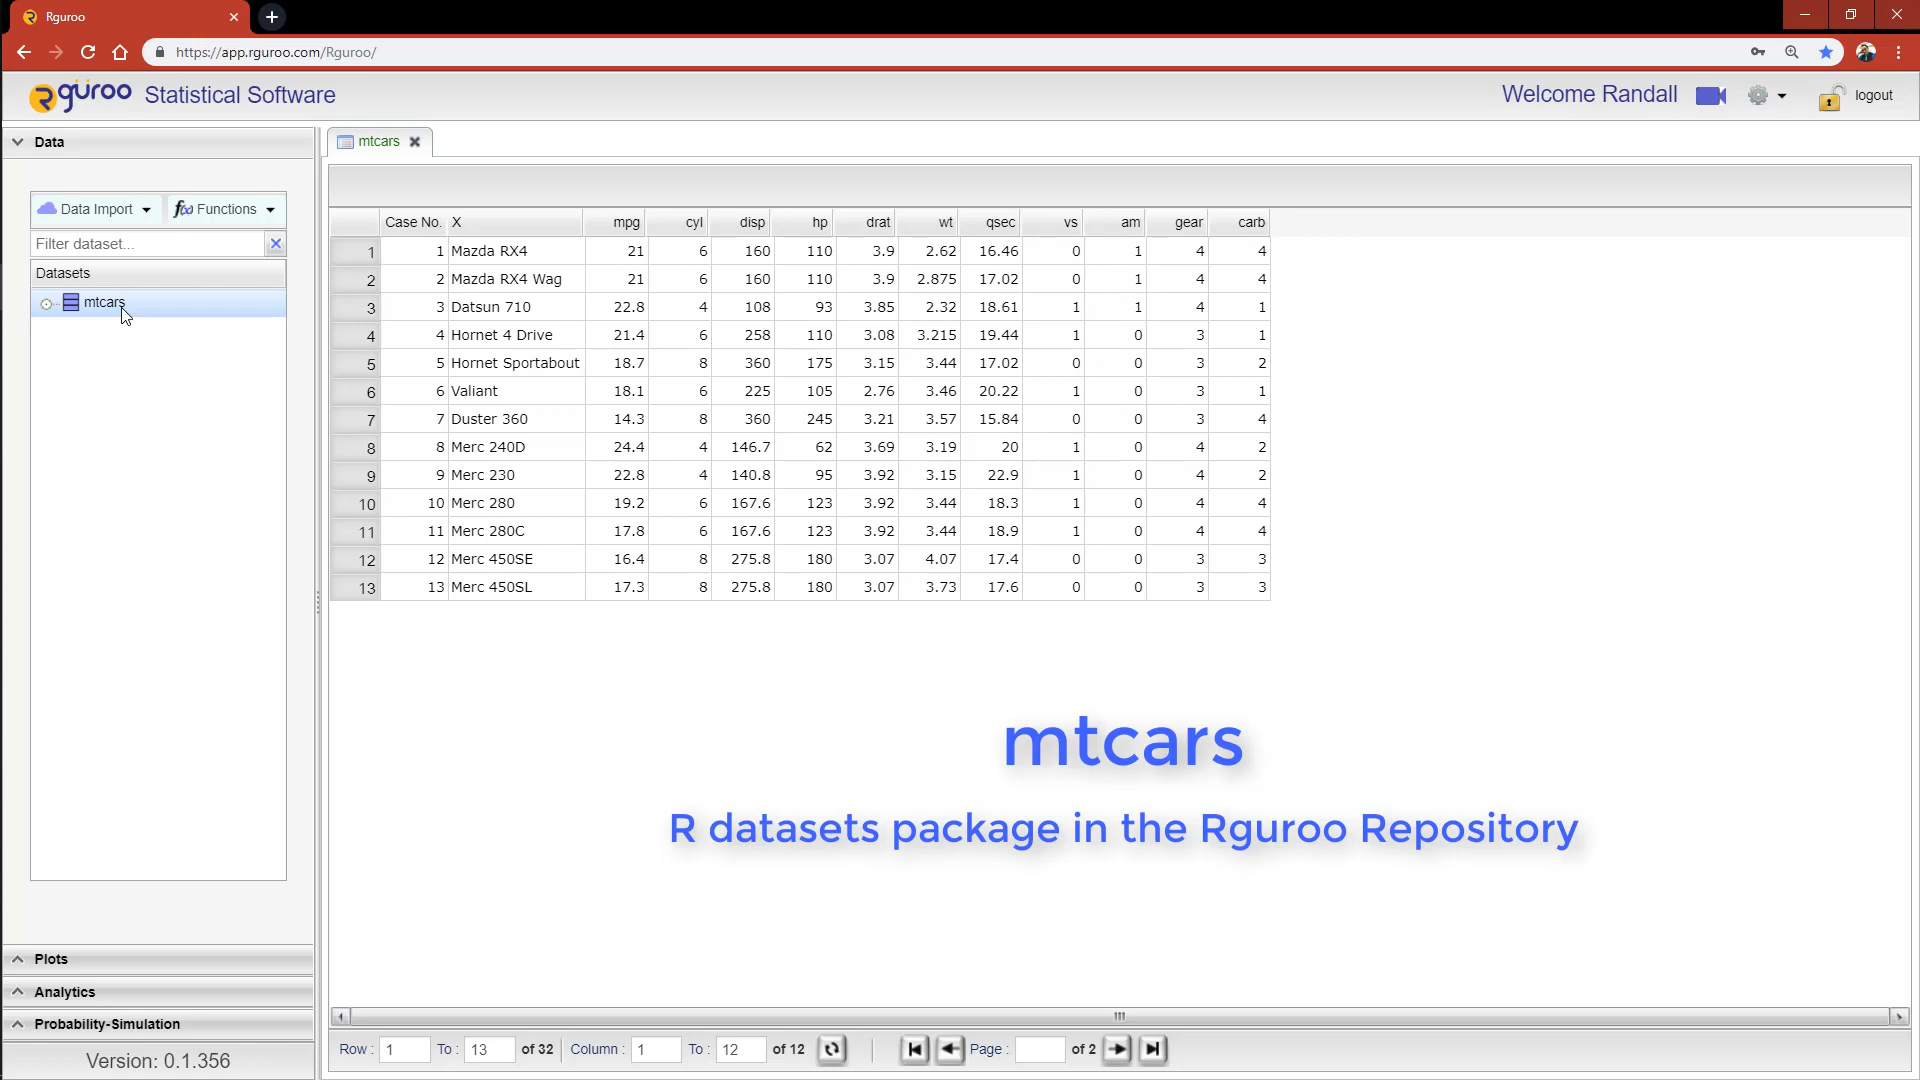 Rguroo
https://app.rguroo.com/Rguroo/
Rguroo Statistical Software
Welcome Randall
logout
Data
mtcars
Data Import
f(x) Functions
Filter dataset...
Datasets
mtcars
Case No. X mpg cyl disp hp drat wt qsec vs am gear carb
1 1 Mazda RX4 21 6 160 110 3.9 2.62 16.46 0 1 4 4
2 2 Mazda RX4 Wag 21 6 160 110 3.9 2.875 17.02 0 1 4 4
3 3 Datsun 710 22.8 4 108 93 3.85 2.32 18.61 1 1 4 1
4 4 Hornet 4 Drive 21.4 6 258 110 3.08 3.215 19.44 1 0 3 1
5 5 Hornet Sportabout 18.7 8 360 175 3.15 3.44 17.02 0 0 3 2
6 6 Valiant 18.1 6 225 105 2.76 3.46 20.22 1 0 3 1
7 7 Duster 360 14.3 8 360 245 3.21 3.57 15.84 0 0 3 4
8 8 Merc 240D 24.4 4 146.7 62 3.69 3.19 20 1 0 4 2
9 9 Merc 230 22.8 4 140.8 95 3.92 3.15 22.9 1 0 4 2
10 10 Merc 280 19.2 6 167.6 123 3.92 3.44 18.3 1 0 4 4
11 11 Merc 280C 17.8 6 167.6 123 3.92 3.44 18.9 1 0 4 4
12 12 Merc 450SE 16.4 8 275.8 180 3.07 4.07 17.4 0 0 3 3
13 13 Merc 450SL 17.3 8 275.8 180 3.07 3.73 17.6 0 0 3 3
mtcars
R datasets package in the Rguroo Repository
Plots
Analytics
Probability-Simulation
Version: 0.1.356
Row : 1 To : 13 of 32 Column : 1 To : 12 of 12 Page : of 2